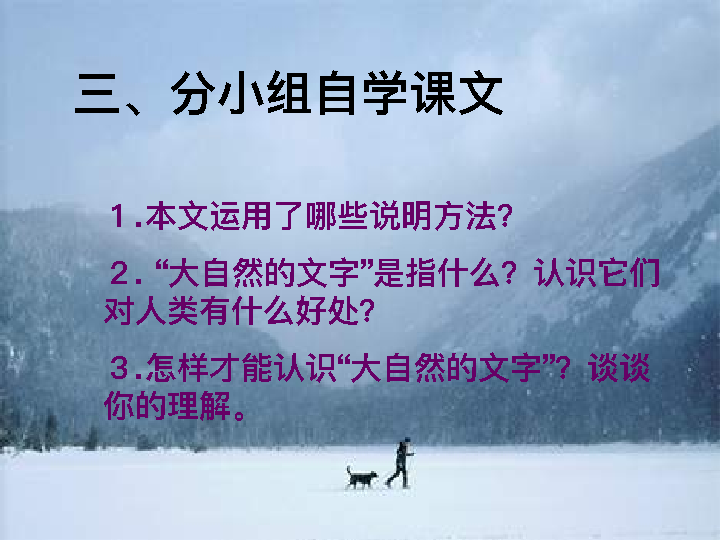 三、分小组自学课文
１.本文运用了哪些说明方法？
２.“大自然的文字”是指什么？认识它们
对人类有什么好处？
３.怎样才能认识“大自然的文字”？谈谈
你的理解。